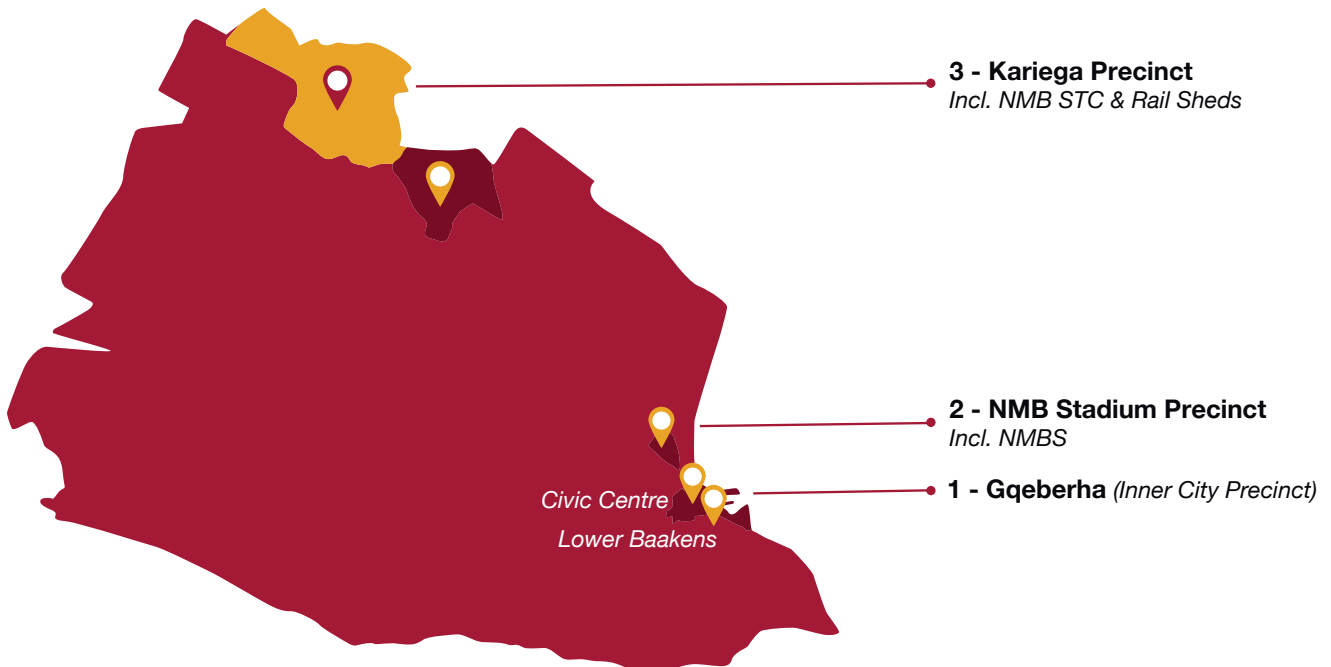 3 - Kariega Precinct
Incl. NMB STC & Rail Sheds
2 - NMB Stadium Precinct
Incl. NMBS
1 - Gqeberha (Inner City Precinct)
Civic Centre
Lower Baakens